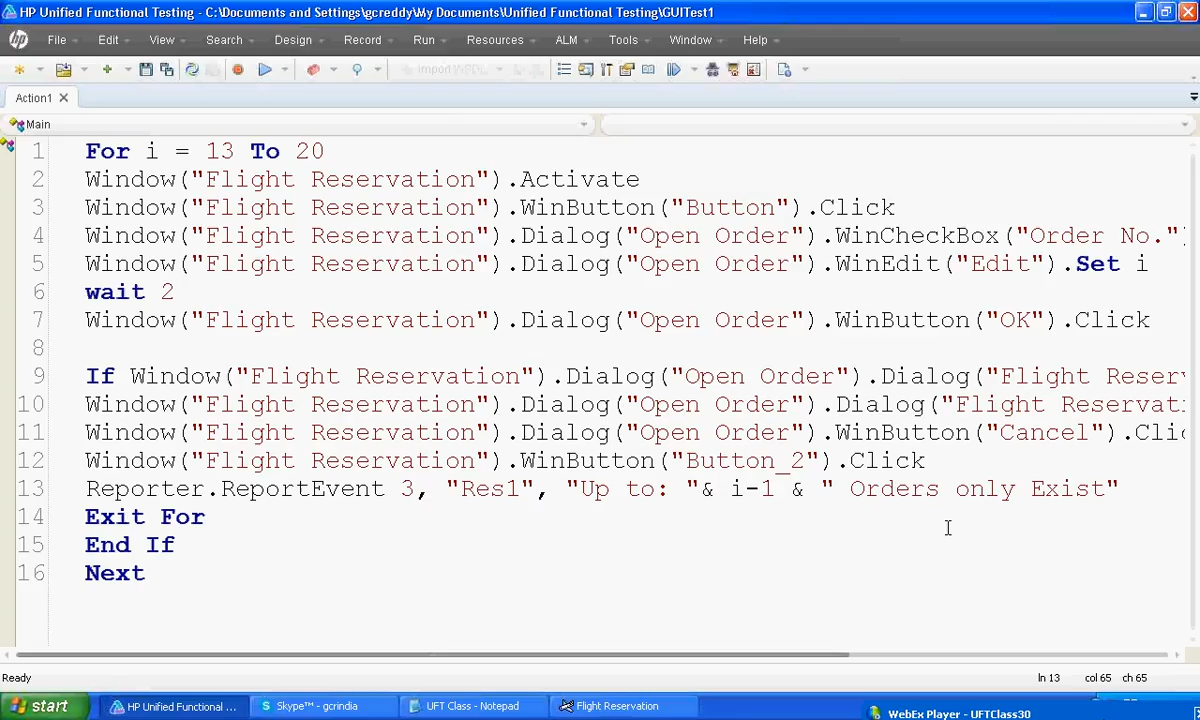 HP Unified Functional Testing - C:\Documents and Settings\gcreddy\My Documents\Unified Functional Testing\GUITest1
File Edit View Search Design Record Run Resources ALM Tools Window Help
Action1
Main
1 For i = 13 To 20
2 Window("Flight Reservation").Activate
3 Window("Flight Reservation").WinButton("Button").Click
4 Window("Flight Reservation").Dialog("Open Order").WinCheckBox("Order No."
5 Window("Flight Reservation").Dialog("Open Order").WinEdit("Edit").Set i
6 wait 2
7 Window("Flight Reservation").Dialog("Open Order").WinButton("OK").Click
8
9 If Window("Flight Reservation").Dialog("Open Order").Dialog("Flight Reser
10 Window("Flight Reservation").Dialog("Open Order").Dialog("Flight Reservat
11 Window("Flight Reservation").Dialog("Open Order").WinButton("Cancel").Cli
12 Window("Flight Reservation").WinButton("Button_2").Click
13 Reporter.ReportEvent 3, "Res1", "Up to: "& i-1 & " Orders only Exist"
14 Exit For
15 End If
16 Next
Ready ln 13 col 65 ch 65
start HP Unified Functional ... Skype™ - gcrindia UFT Class - Notepad Flight Reservation WebEx Player - UFTClass30